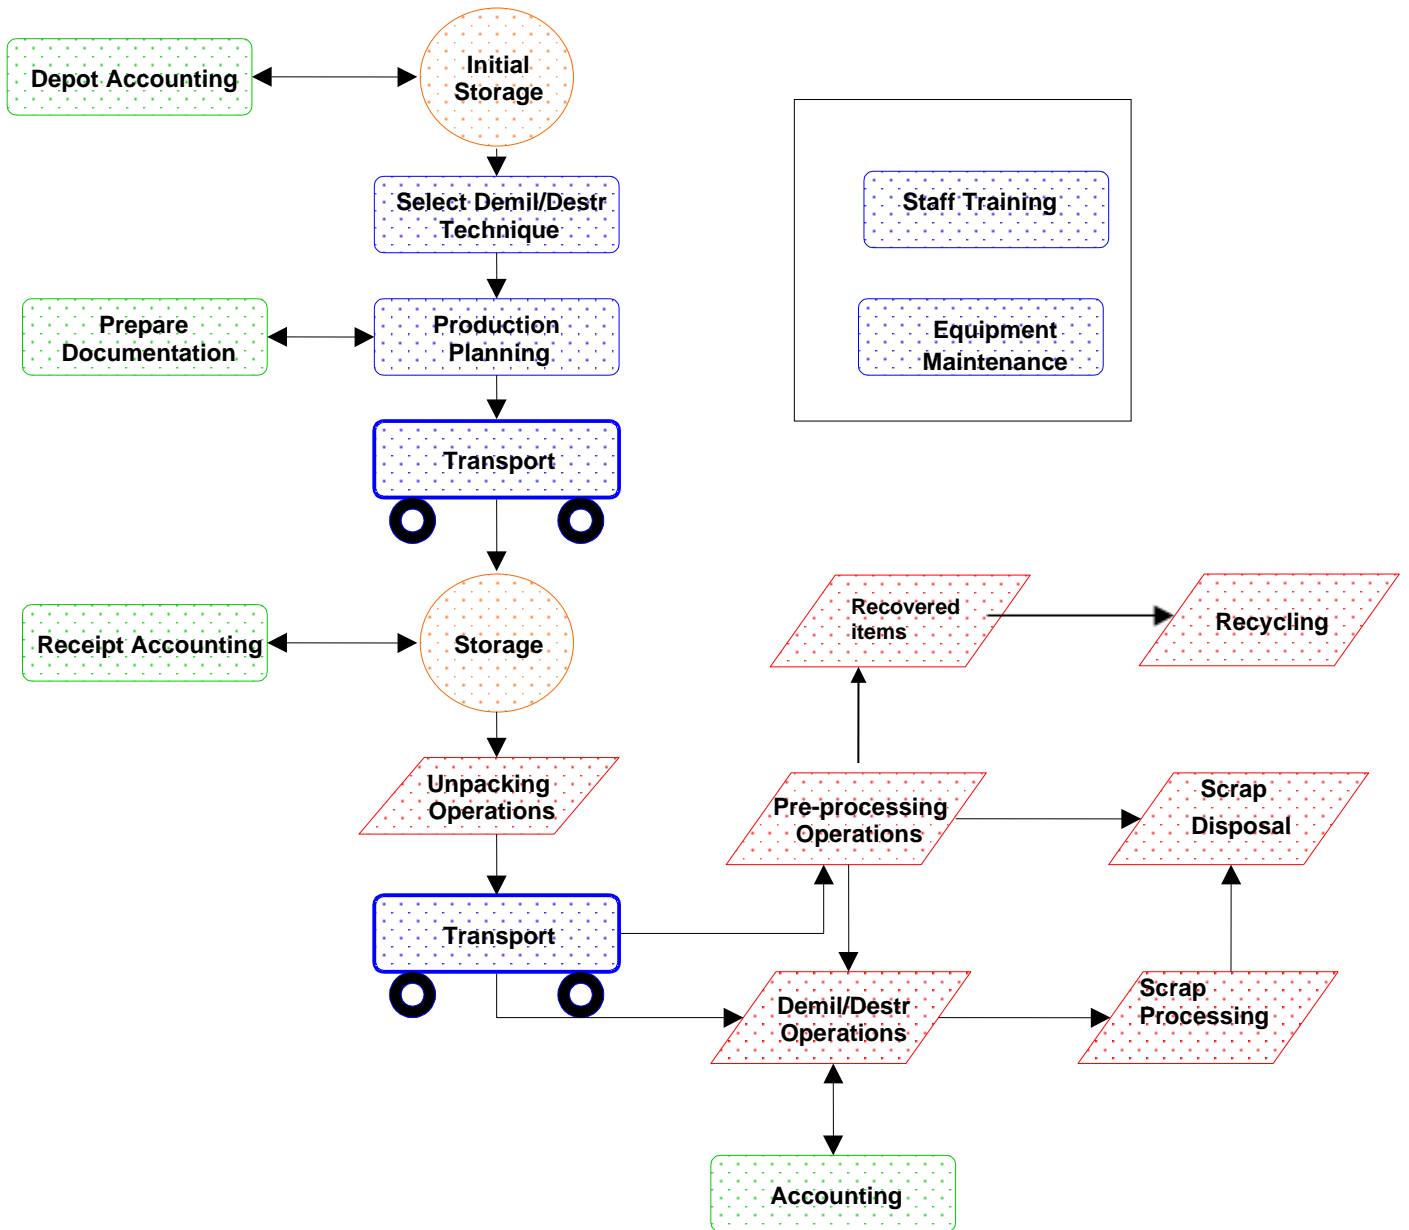 Depot Accounting
Initial
Storage
Select Demil/Destr
Technique
Staff Training
Prepare
Documentation
Production
Planning
Equipment
Maintenance
Transport
Receipt Accounting
Storage
Recovered
items
Recycling
Unpacking
Operations
Pre-processing
Operations
Scrap
Disposal
Transport
Demil/Destr
Operations
Scrap
Processing
Accounting